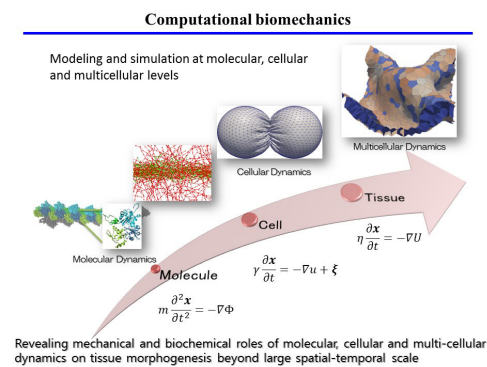 Computational biomechanics
Modeling and simulation at molecular, cellular
and multicellular levels
Multicellular Dynamics
Cellular Dynamics
Molecular Dynamics
Tissue
Cell
Molecule
η ∂x/∂t = −∇U
γ ∂x/∂t = −∇u + ξ
m ∂²x/∂t² = −∇Φ
Revealing mechanical and biochemical roles of molecular, cellular and multi-cellular
dynamics on tissue morphogenesis beyond large spatial-temporal scale